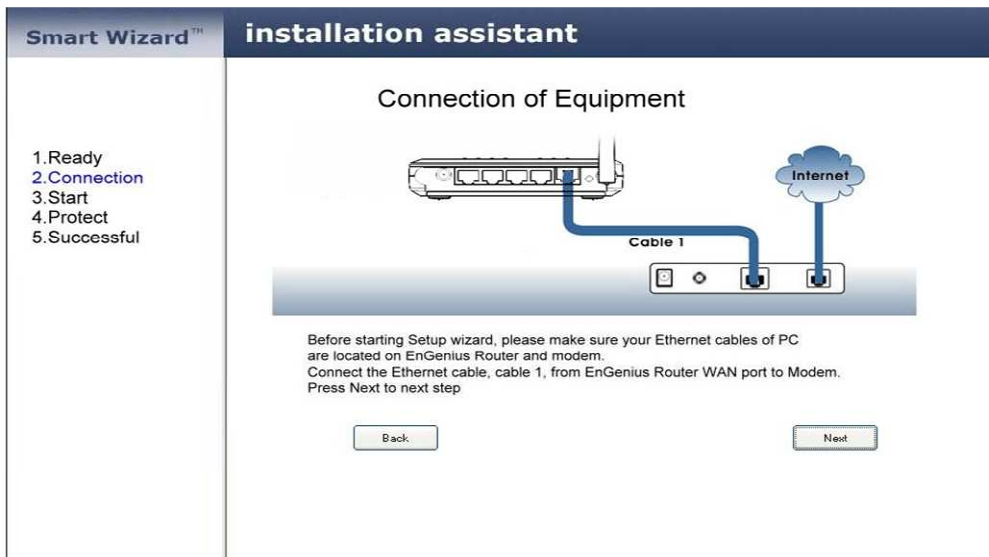 Smart Wizard™
installation assistant
1.Ready
2.Connection
3.Start
4.Protect
5.Successful
Connection of Equipment
Internet
Cable 1
Before starting Setup wizard, please make sure your Ethernet cables of PC
are located on EnGenius Router and modem.
Connect the Ethernet cable, cable 1, from EnGenius Router WAN port to Modem.
Press Next to next step
Back
Next